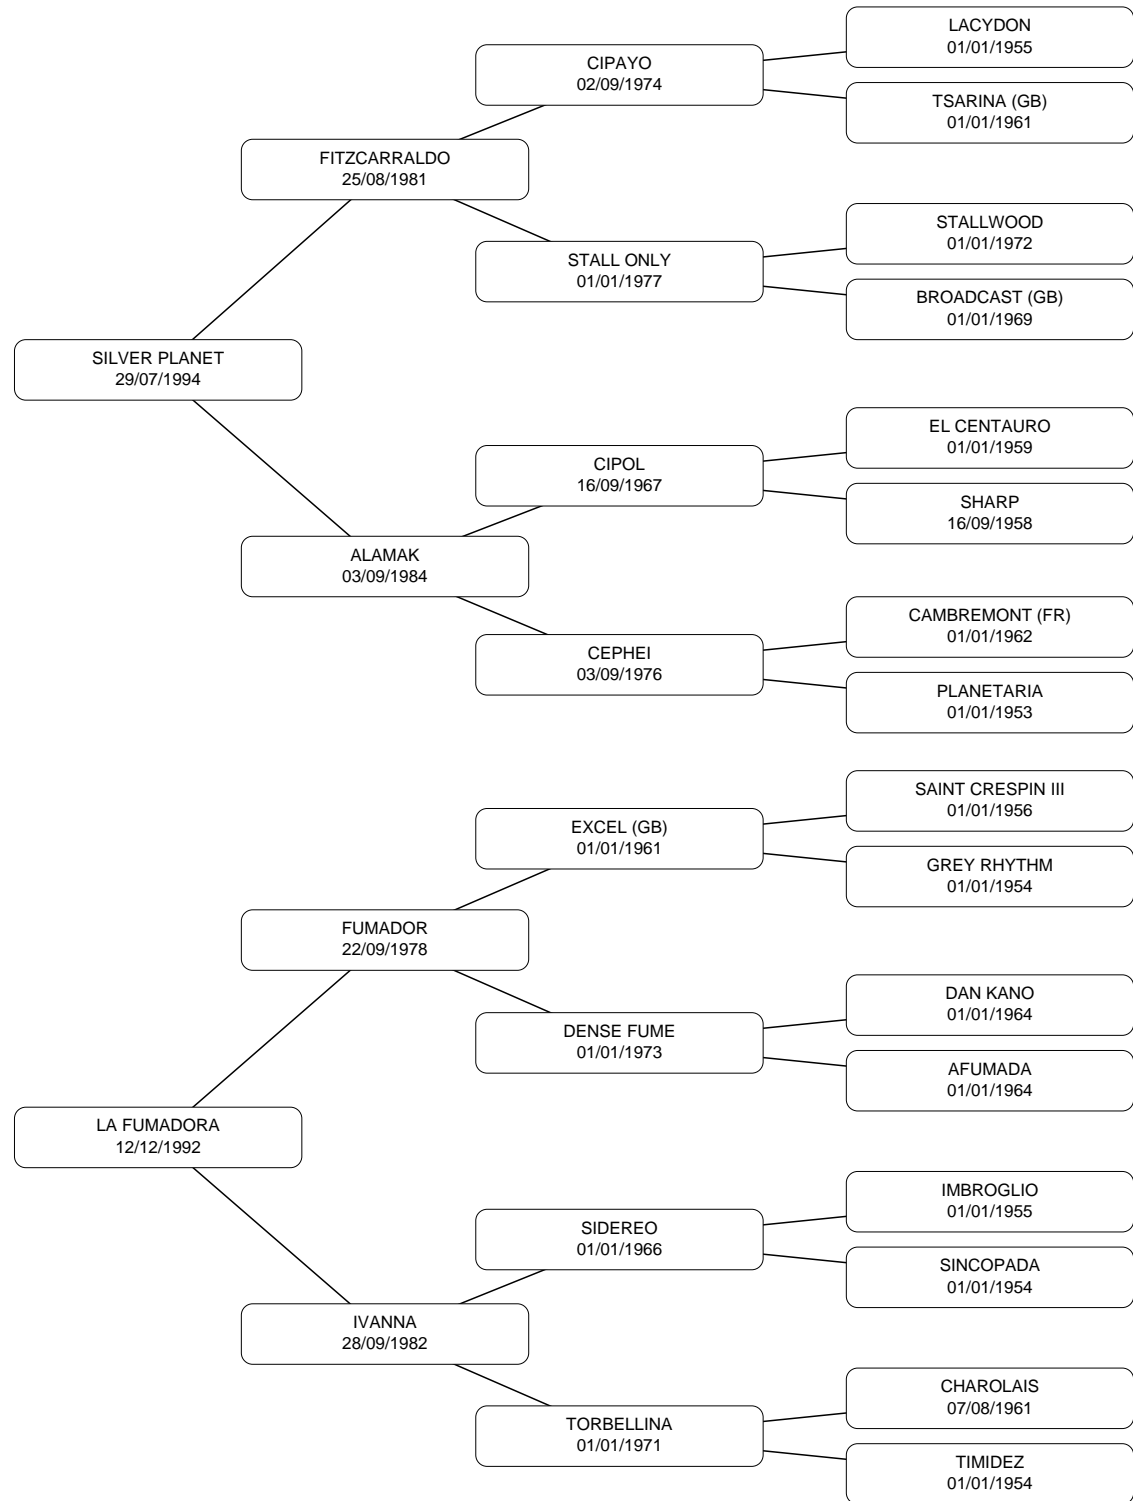 LACYDON
01/01/1955
CIPAYO
02/09/1974
TSARINA (GB)
01/01/1961
FITZCARRALDO
25/08/1981
STALLWOOD
01/01/1972
STALL ONLY
01/01/1977
BROADCAST (GB)
01/01/1969
SILVER PLANET
29/07/1994
EL CENTAURO
01/01/1959
CIPOL
16/09/1967
SHARP
16/09/1958
ALAMAK
03/09/1984
CAMBREMONT (FR)
01/01/1962
CEPHEI
03/09/1976
PLANETARIA
01/01/1953
SAINT CRESPIN III
01/01/1956
EXCEL (GB)
01/01/1961
GREY RHYTHM
01/01/1954
FUMADOR
22/09/1978
DAN KANO
01/01/1964
DENSE FUME
01/01/1973
AFUMADA
01/01/1964
LA FUMADORA
12/12/1992
IMBROGLIO
01/01/1955
SIDEREO
01/01/1966
SINCOPADA
01/01/1954
IVANNA
28/09/1982
CHAROLAIS
07/08/1961
TORBELLINA
01/01/1971
TIMIDEZ
01/01/1954